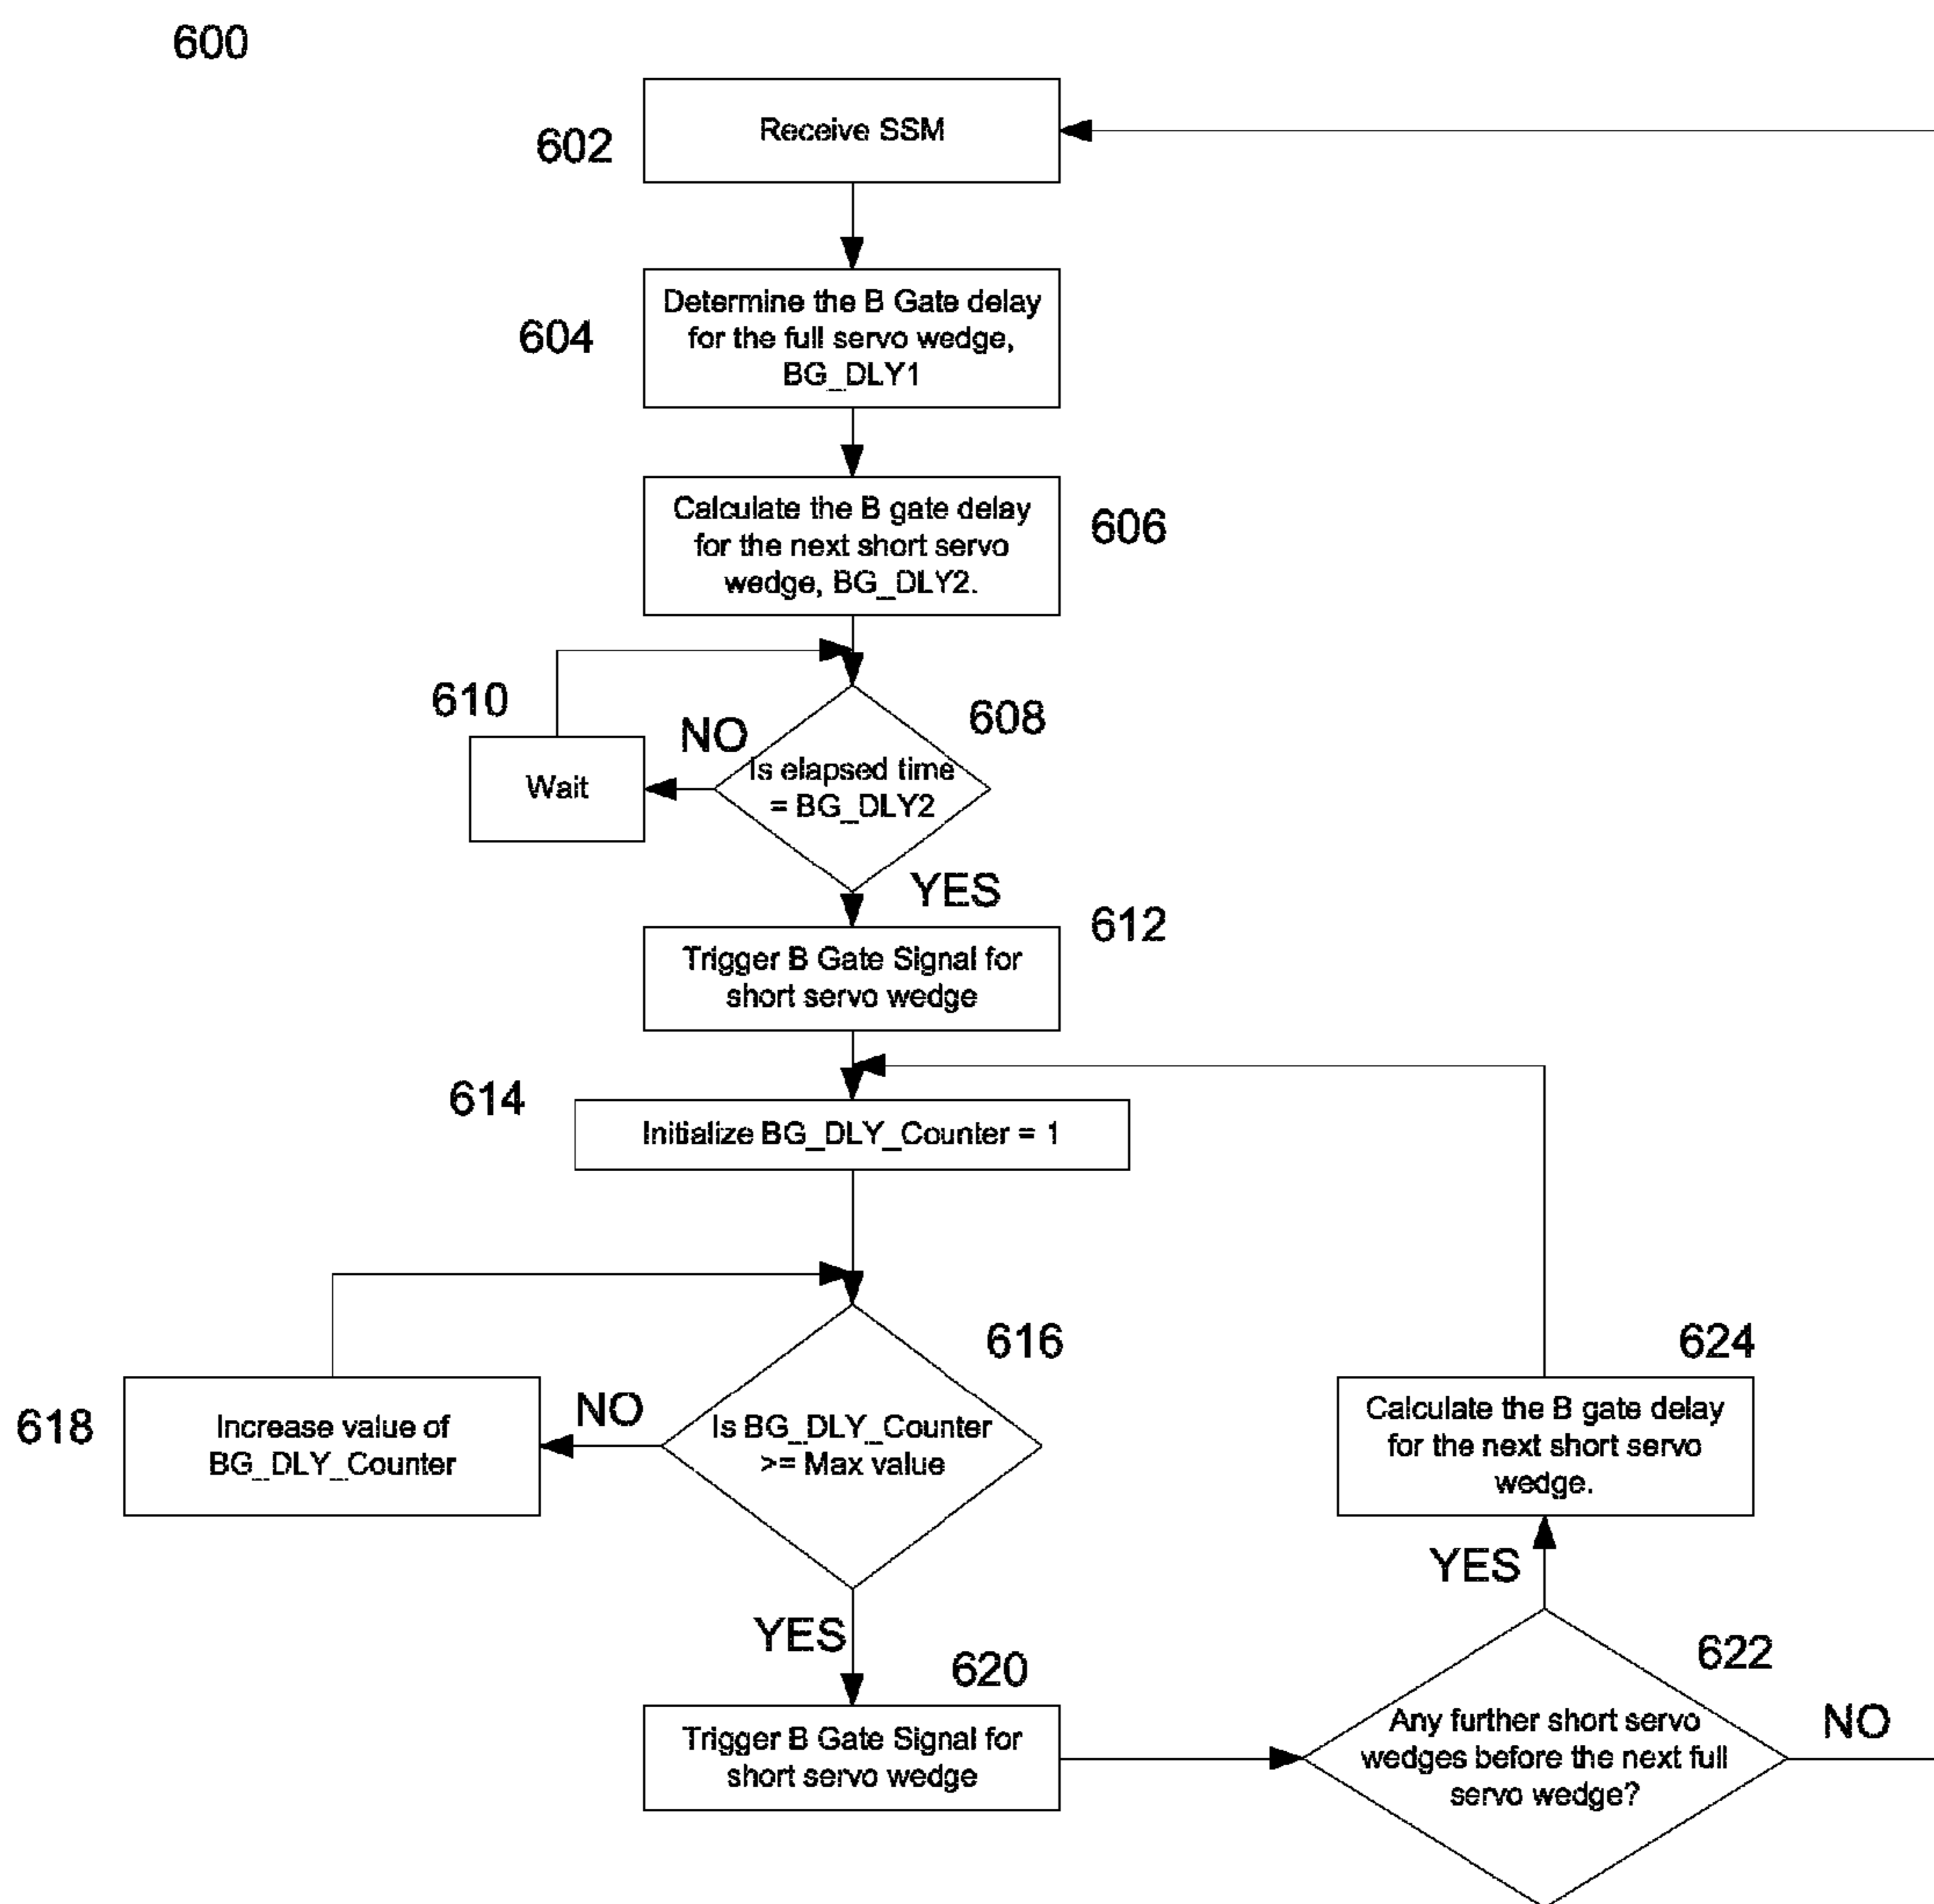 600
602
Receive SSM
604
Determine the B Gate delay
for the full servo wedge,
BG_DLY1
Calculate the B gate delay
for the next short servo
wedge, BG_DLY2.
606
610
Wait
NO
608
Is elapsed time
= BG_DLY2
YES
612
Trigger B Gate Signal for
short servo wedge
614
Initialize BG_DLY_Counter = 1
616
618
Increase value of
BG_DLY_Counter
NO
Is BG_DLY_Counter
>= Max value
YES
620
Trigger B Gate Signal for
short servo wedge
624
Calculate the B gate delay
for the next short servo
wedge.
YES
622
Any further short servo
wedges before the next full
servo wedge?
NO